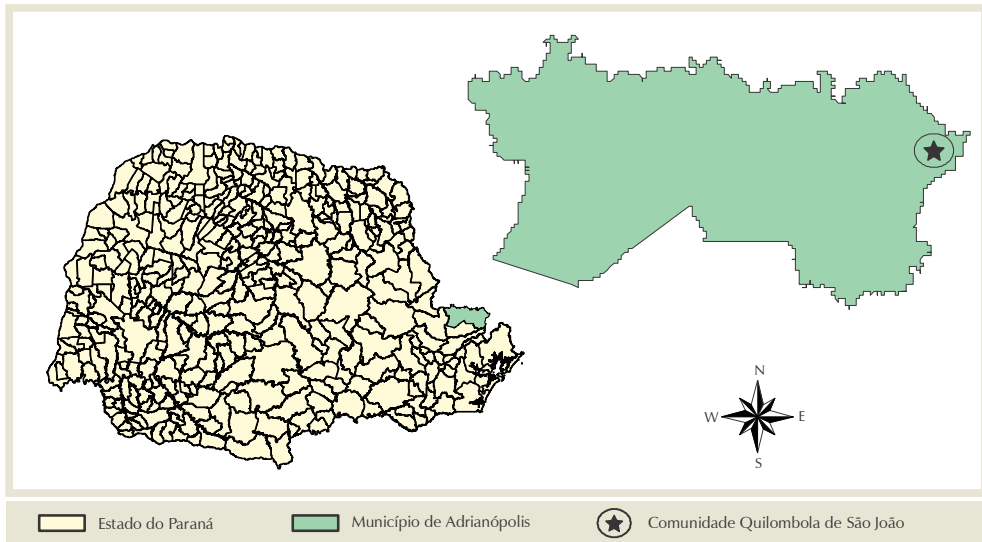 N
W E
S
Estado do Paraná
Município de Adrianópolis
Comunidade Quilombola de São João